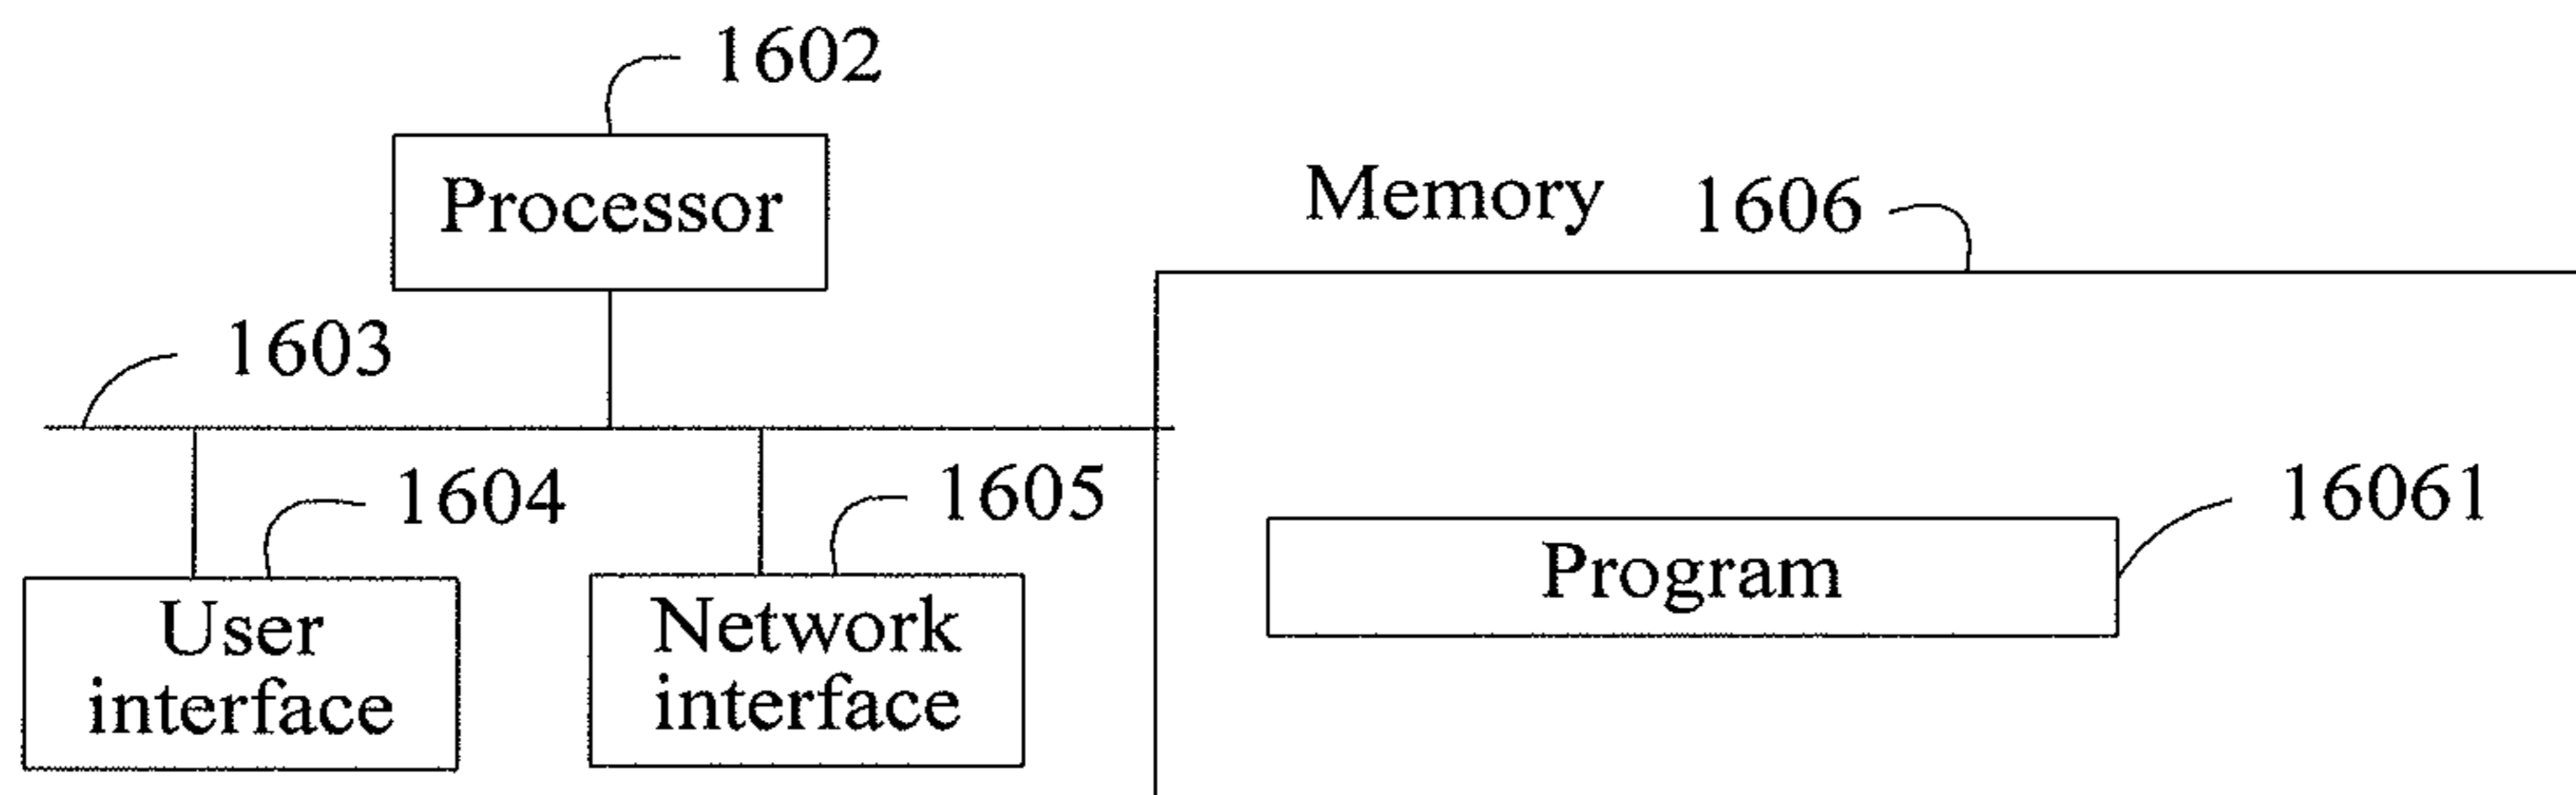 1602
Processor
Memory 1606
1603
1604
1605
16061
Program
User
interface
Network
interface